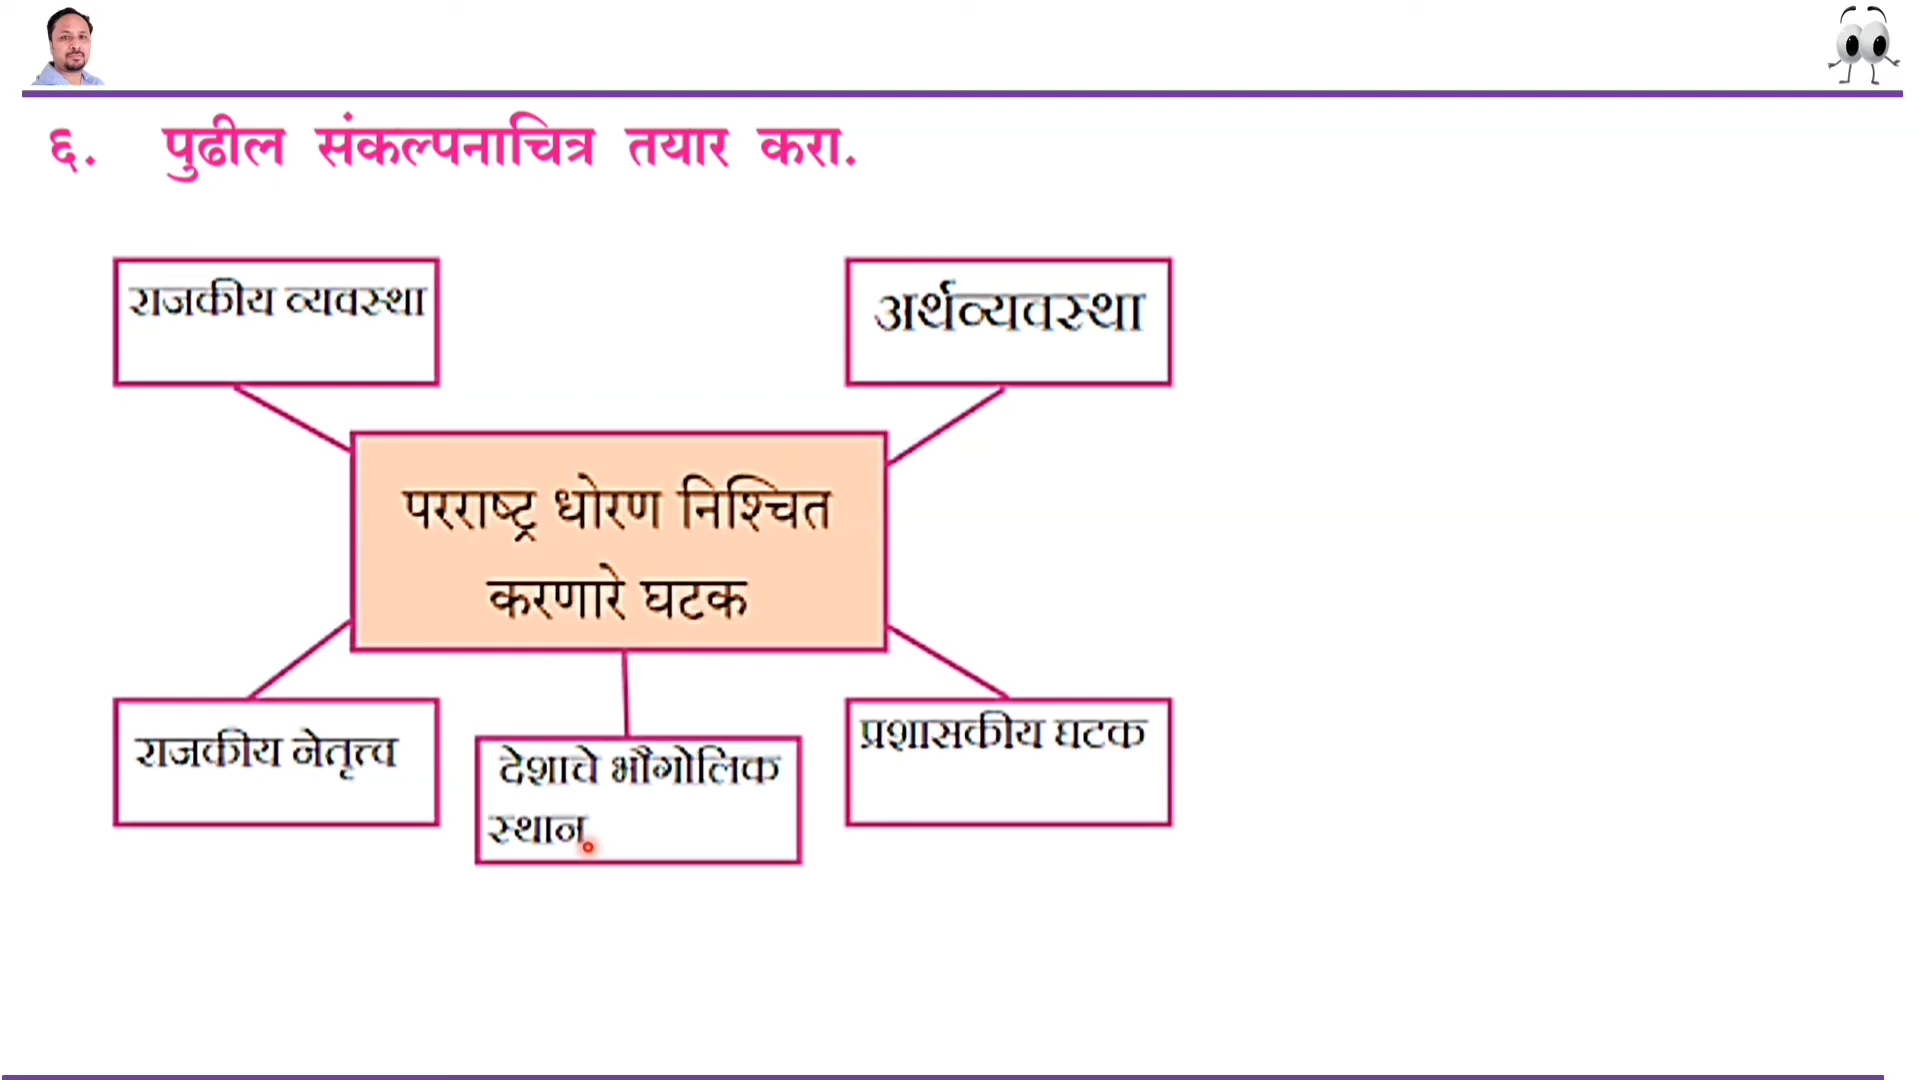 ६. पुढील संकल्पनाचित्र तयार करा.
राजकीय व्यवस्था
अर्थव्यवस्था
परराष्ट्र धोरण निश्चित
करणारे घटक
राजकीय नेतृत्त्व
देशाचे भौगोलिक
स्थान
प्रशासकीय घटक